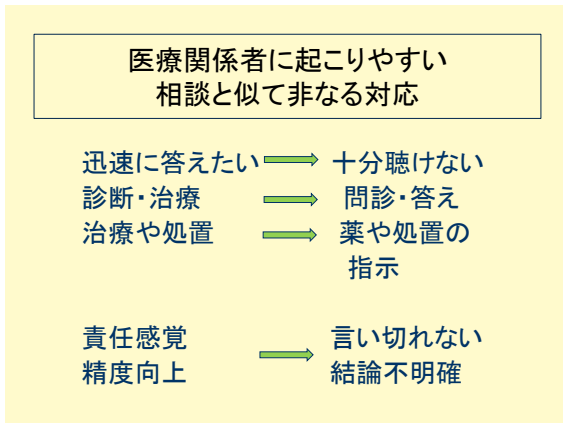 医療関係者に起こりやすい
相談と似て非なる対応
迅速に答えたい 十分聴けない
診断・治療 問診・答え
治療や処置 薬や処置の
指示
責任感覚 言い切れない
精度向上 結論不明確